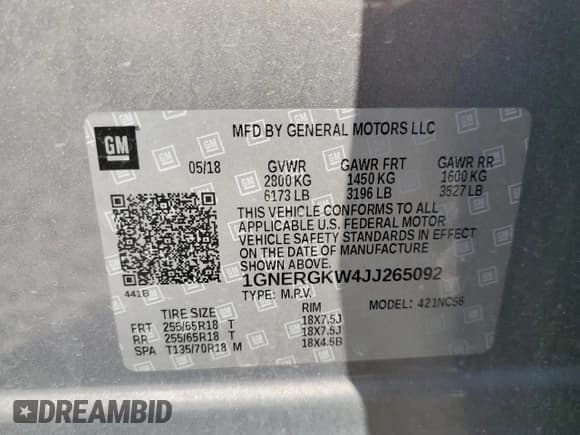 GM
MFD BY GENERAL MOTORS LLC
05/18 GVWR GAWR FRT GAWR RR
2800 KG 1450 KG 1600 KG
6173 LB 3196 LB 3527 LB
THIS VEHICLE CONFORMS TO ALL
APPLICABLE U.S. FEDERAL MOTOR
VEHICLE SAFETY STANDARDS IN EFFECT
ON THE DATE OF MANUFACTURE
SHOWN ABOVE.
441B
1GNERGKW4JJ265092
TYPE: M.P.V. MODEL: 421NC56
TIRE SIZE RIM
FRT 255/65R18 T 18X7.5J
RR 255/65R18 T 18X7.5J
SPA T135/70R18 M 18X4.5B
DREAMBID